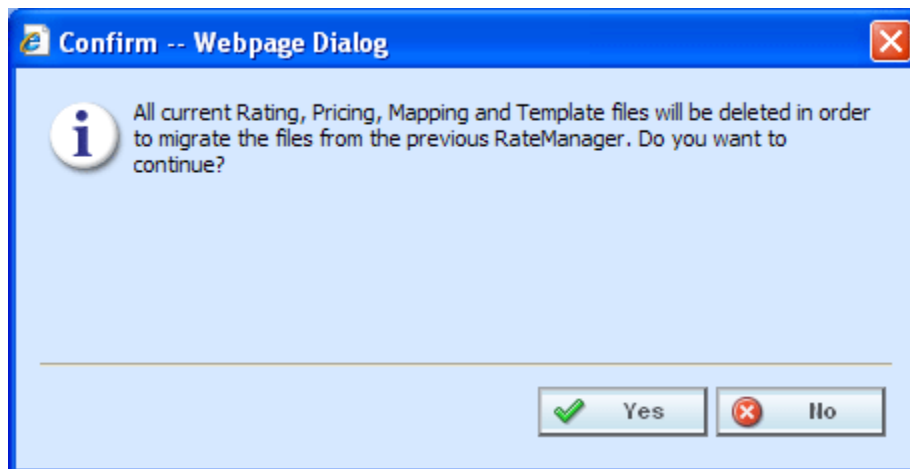 Confirm -- Webpage Dialog
All current Rating, Pricing, Mapping and Template files will be deleted in order
to migrate the files from the previous RateManager. Do you want to
continue?
Yes
No